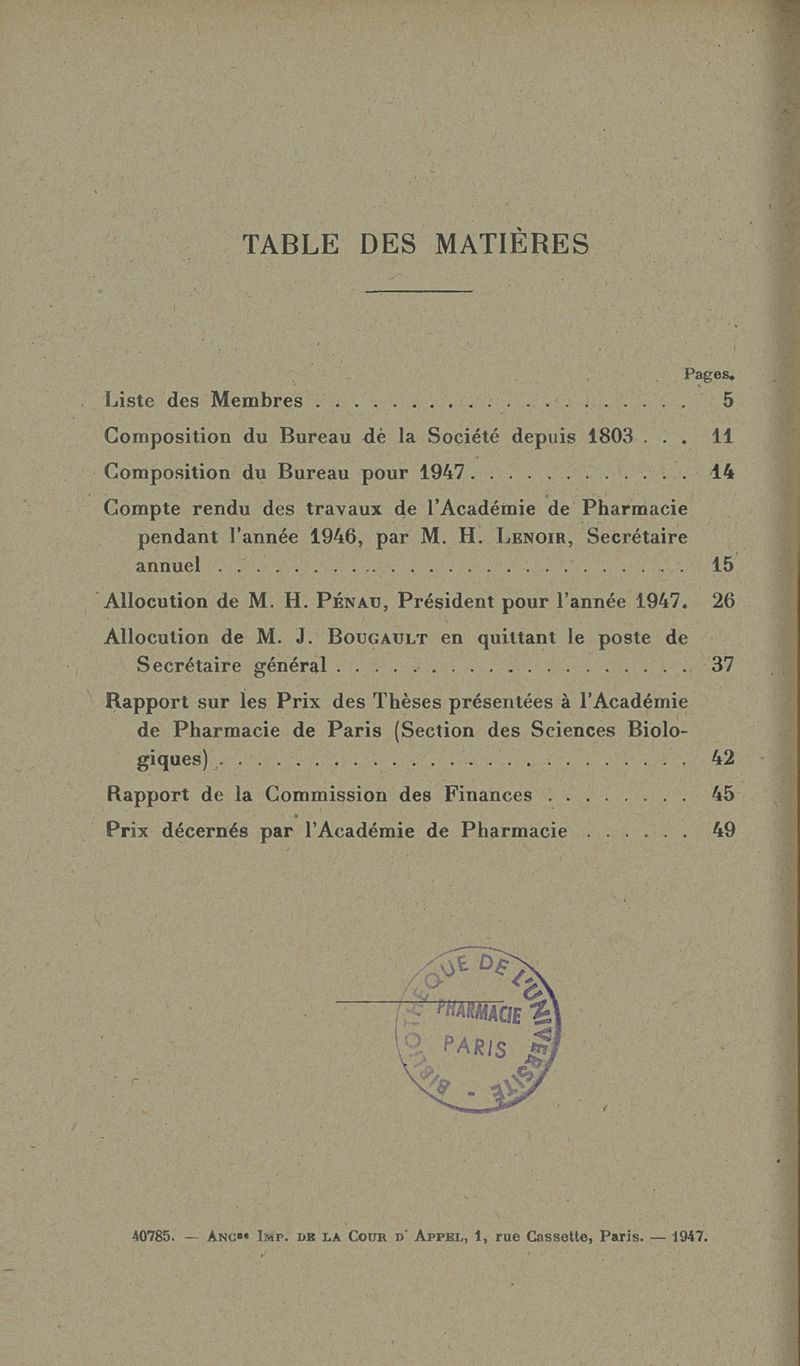 TABLE DES MATIÈRES
Pages.
Liste des Membres . . . . . . . . . . . . . . . . . . . . 5
Composition du Bureau dè la Société depuis 1803 . . . 11
Composition du Bureau pour 1947 . . . . . . . . . . . . 14
Compte rendu des travaux de l'Académie de Pharmacie
pendant l'année 1946, par M. H. LENOIR, Secrétaire
annuel . . . . . . . . . . . . . . . . . . . . . . . . . 15
Allocution de M. H. PÉNAU, Président pour l'année 1947. 26
Allocution de M. J. BOUGAULT en quittant le poste de
Secrétaire général . . . . . . . . . . . . . . . . . . . 37
Rapport sur les Prix des Thèses présentées à l'Académie
de Pharmacie de Paris (Section des Sciences Biolo-
giques) . . . . . . . . . . . . . . . . . . . . . . . . . 42
Rapport de la Commission des Finances . . . . . . . . 45
Prix décernés par l'Académie de Pharmacie . . . . . . 49
DE L'UNIVERSITÉ
PHARMACIE
PARIS
40785. — ANCne IMP. DE LA COUR D'APPEL, 1, rue Cassette, Paris. — 1947.